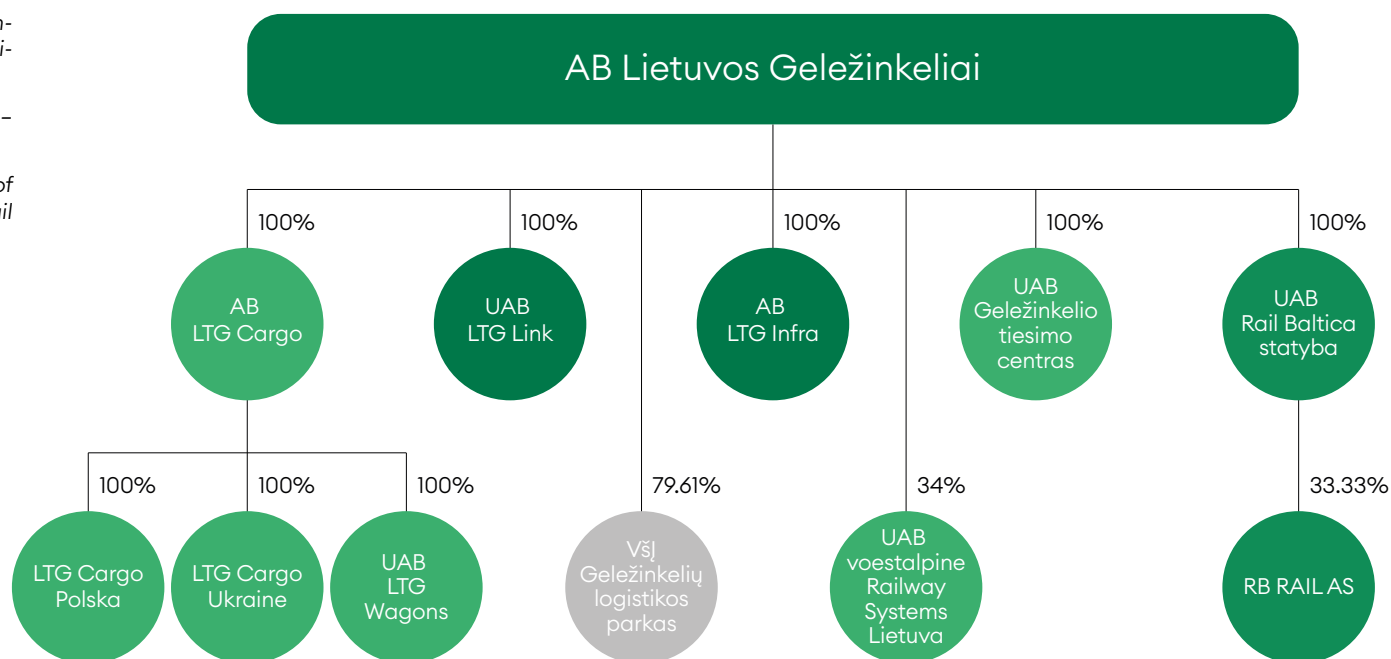 n-
i-
–
of
il
AB Lietuvos Geležinkeliai
100%
100%
100%
100%
100%
AB
LTG Cargo
UAB
LTG Link
AB
LTG Infra
UAB
Geležinkelio
tiesimo
centras
UAB
Rail Baltica
statyba
100%
100%
100%
79.61%
34%
33.33%
LTG Cargo
Polska
LTG Cargo
Ukraine
UAB
LTG
Wagons
VšĮ
Geležinkelių
logistikos
parkas
UAB
voestalpine
Railway
Systems
Lietuva
RB RAIL AS